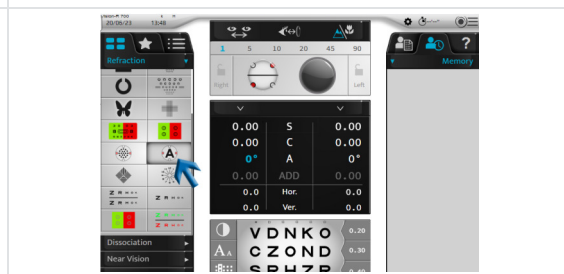 20/05/23 13:48
1 5 10 20 45 90
Refraction
Memory
?
Right
Left
0.00 S 0.00
0.00 C 0.00
0° A 0°
0.00 ADD 0.00
0.0 Hor. 0.0
0.0 Ver. 0.0
A
Z R H
Z R H
Dissociation
Near Vision
V D N K O 0.20
A A C Z O N D 0.30
S R H Z R 0.40